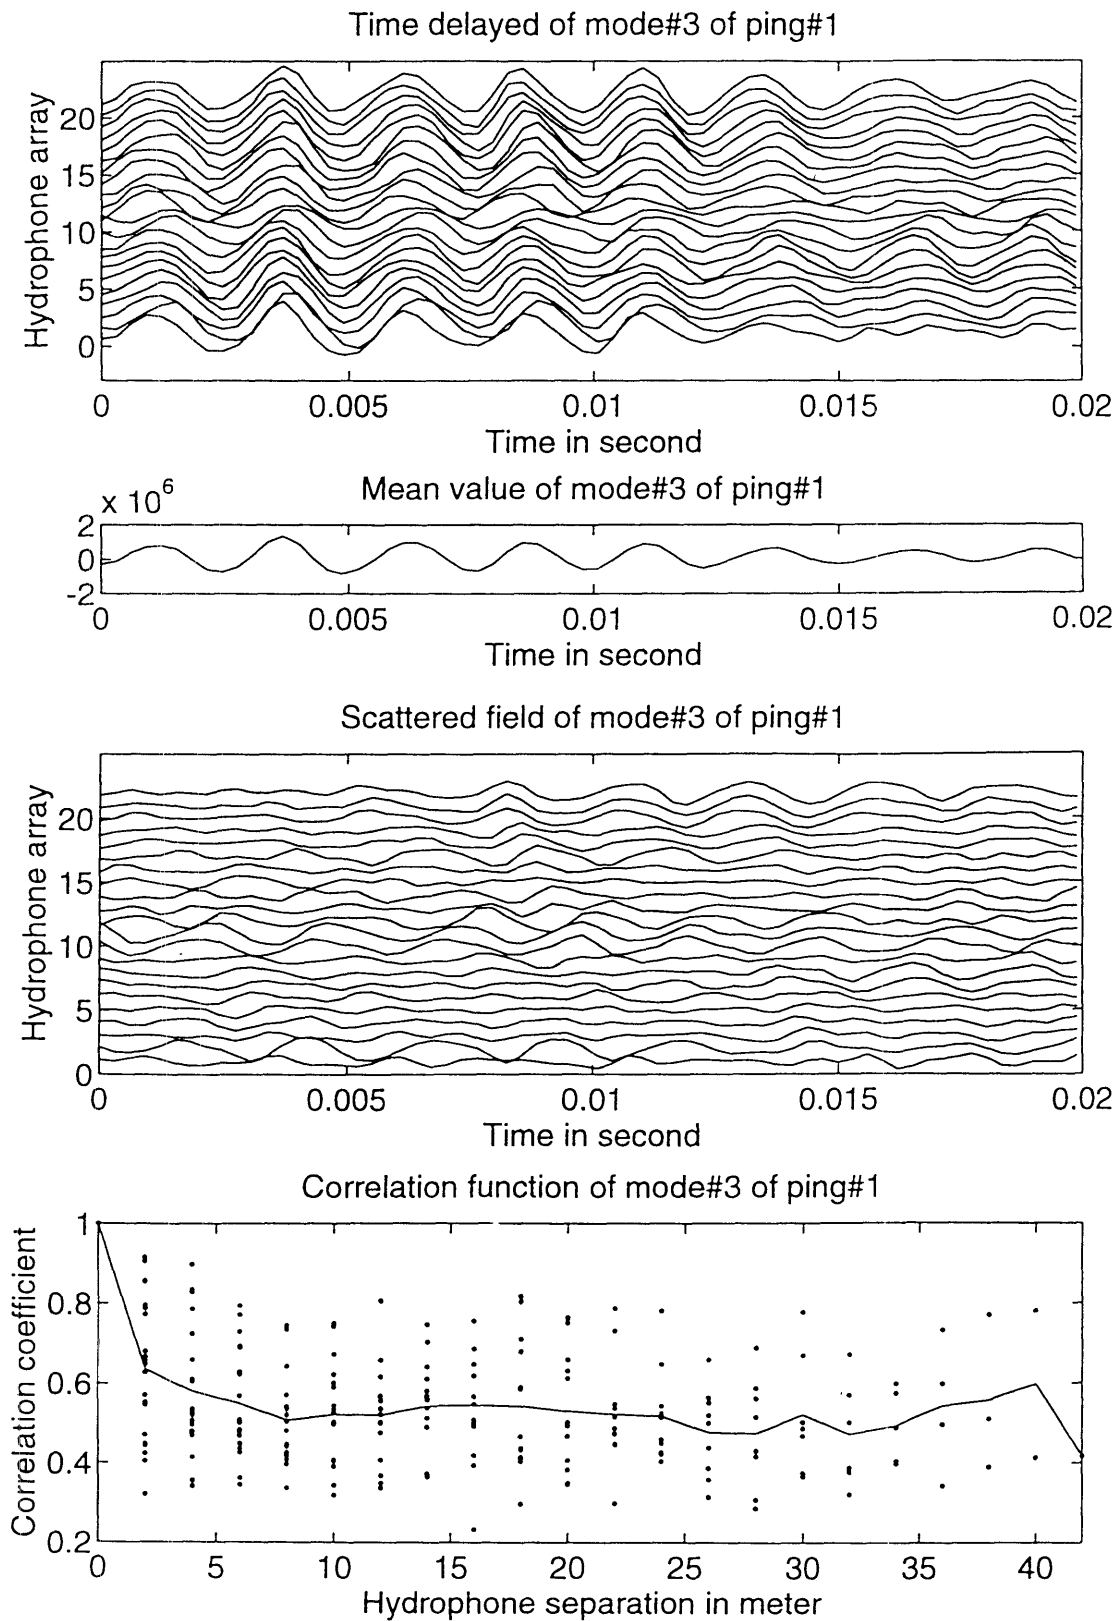 Time delayed of mode#3 of ping#1
Hydrophone array
20
15
10
5
0
0 0.005 0.01 0.015 0.02
Time in second
x 10^6
Mean value of mode#3 of ping#1
2
0
-2
0 0.005 0.01 0.015 0.02
Time in second
Scattered field of mode#3 of ping#1
Hydrophone array
20
15
10
5
0
0 0.005 0.01 0.015 0.02
Time in second
Correlation function of mode#3 of ping#1
Correlation coefficient
1
0.8
0.6
0.4
0.2
0 5 10 15 20 25 30 35 40
Hydrophone separation in meter